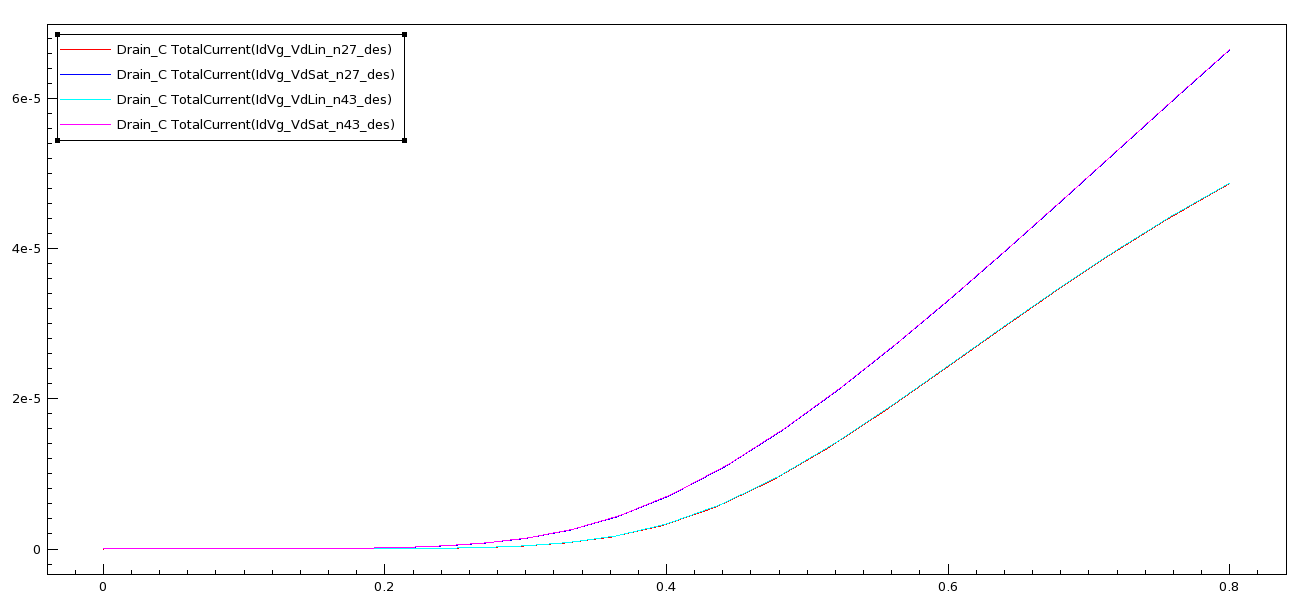 Drain_C TotalCurrent(IdVg_VdLin_n27_des)
Drain_C TotalCurrent(IdVg_VdSat_n27_des)
Drain_C TotalCurrent(IdVg_VdLin_n43_des)
Drain_C TotalCurrent(IdVg_VdSat_n43_des)
6e-5
4e-5
2e-5
0
0 0.2 0.4 0.6 0.8